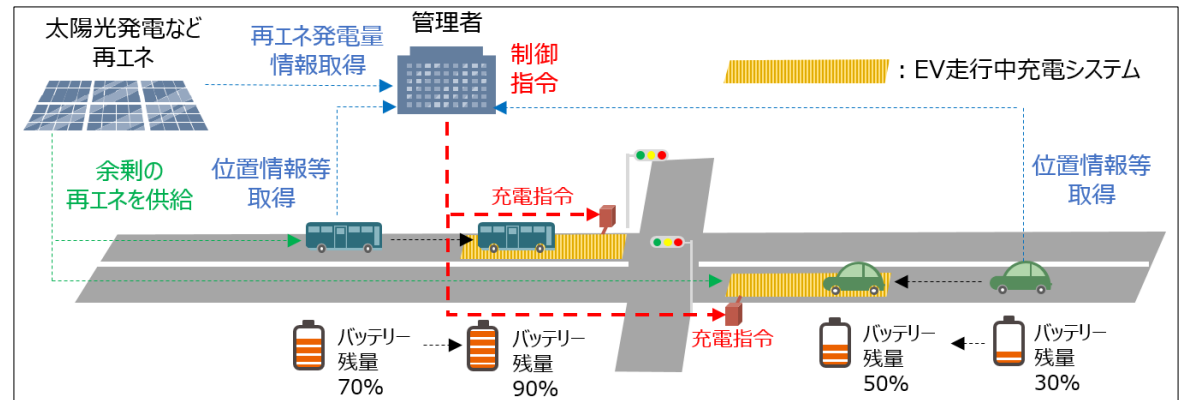 太陽光発電など
再エネ
再エネ発電量
情報取得
管理者
制御
指令
：EV走行中充電システム
余剰の
再エネを供給
位置情報等
取得
充電指令
位置情報等
取得
充電指令
バッテリー
残量
70%
バッテリー
残量
90%
バッテリー
残量
50%
バッテリー
残量
30%